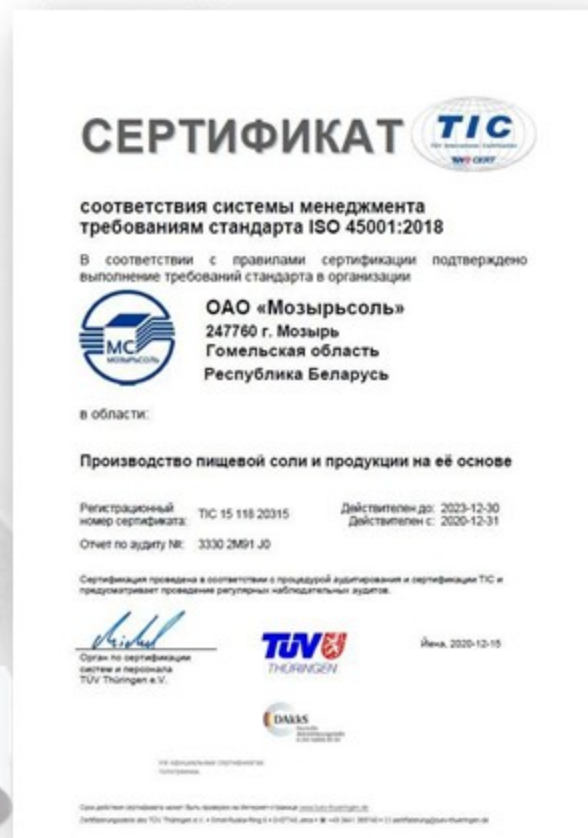 СЕРТИФИКАТ
TIC
TÜV CERT
соответствия системы менеджмента
требованиям стандарта ISO 45001:2018
В соответствии с правилами сертификации подтверждено
выполнение требований стандарта в организации
МС
МОЗЫРЬСОЛЬ
ОАО «Мозырьсоль»
247760 г. Мозырь
Гомельская область
Республика Беларусь
в области:
Производство пищевой соли и продукции на её основе
Регистрационный
номер сертификата: TIC 15 118 20315
Действителен до: 2023-12-30
Действителен с: 2020-12-31
Отчет по аудиту №: 3330 2M91 J0
Сертификация проведена в соответствии с процедурой аудитирования и сертификации TIC и
предусматривает проведение регулярных наблюдательных аудитов.
Орган по сертификации
систем и персонала
TÜV Thüringen e.V.
TÜV
THÜRINGEN
Йена, 2020-12-15
DAkkS